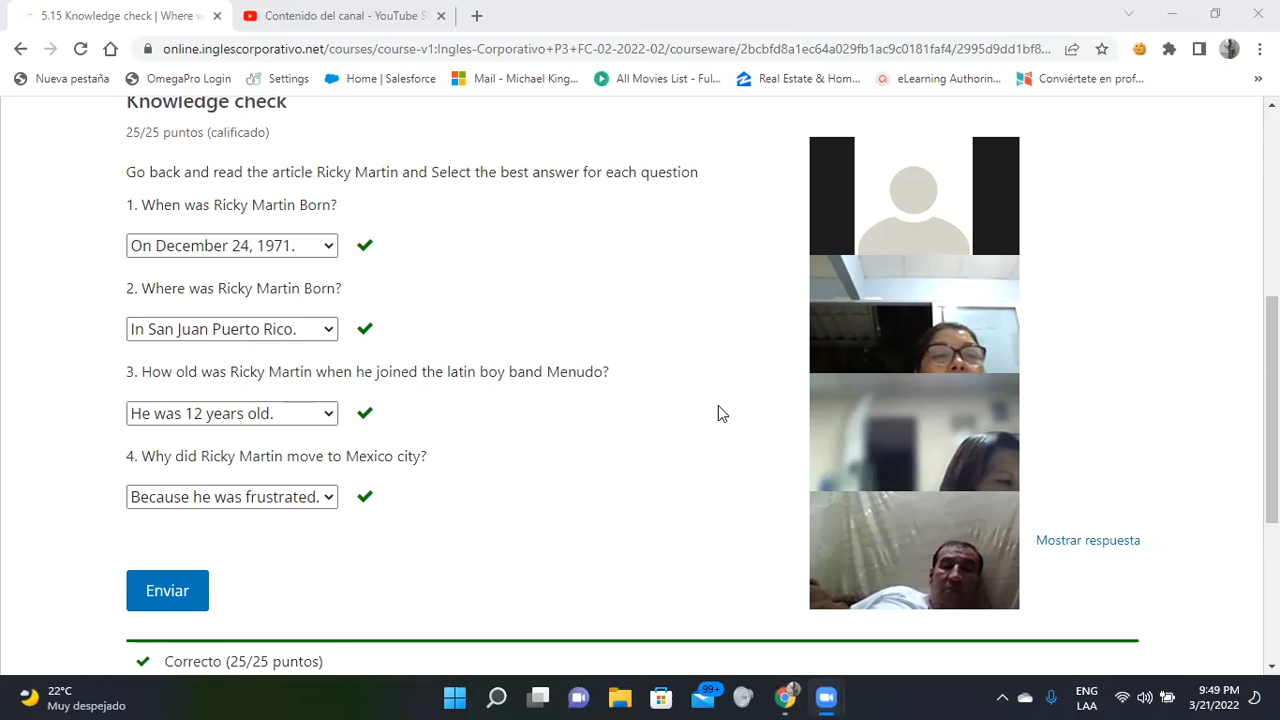 5.15 Knowledge check | Where w
Contenido del canal - YouTube S
online.inglescorporativo.net/courses/course-v1:Ingles-Corporativo+P3+FC-02-2022-02/courseware/2bcbfd8a1ec64a029fb1ac9c0181faf4/2995d9dd1bf8...
Nueva pestaña
OmegaPro Login
Settings
Home | Salesforce
Mail - Michael King...
All Movies List - Ful...
Real Estate & Hom...
eLearning Authorin...
Conviértete en prof...
»
Knowledge check
25/25 puntos (calificado)
Go back and read the article Ricky Martin and Select the best answer for each question
1. When was Ricky Martin Born?
On December 24, 1971.
2. Where was Ricky Martin Born?
In San Juan Puerto Rico.
3. How old was Ricky Martin when he joined the latin boy band Menudo?
He was 12 years old.
4. Why did Ricky Martin move to Mexico city?
Because he was frustrated.
Mostrar respuesta
Enviar
Correcto (25/25 puntos)
22°C
Muy despejado
99+
ENG
LAA
9:49 PM
3/21/2022